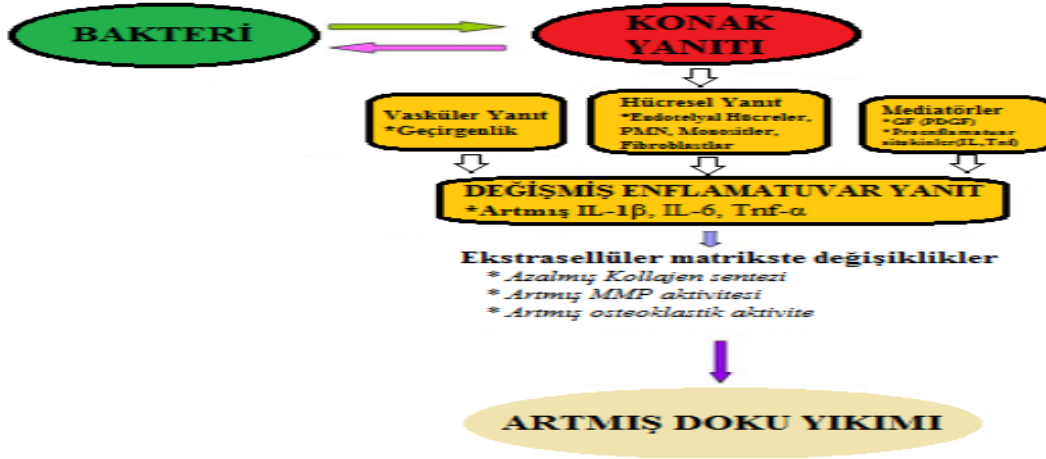 BAKTERİ
KONAK
YANITI
Vasküler Yanıt
*Geçirgenlik
Hücresel Yanıt
*Endotelyal Hücreler,
PMN, Monositler,
Fibroblastlar
Mediatörler
*GF (PDGF)
*Proenflamatuar
sitokinler(IL,Tnf)
DEĞİŞMİŞ ENFLAMATUVAR YANIT
*Artmış IL-1β, IL-6, Tnf-α
Ekstrasellüler matrikste değişiklikler
* Azalmış Kollajen sentezi
* Artmış MMP aktivitesi
* Artmış osteoklastik aktivite
ARTMIŞ DOKU YIKIMI